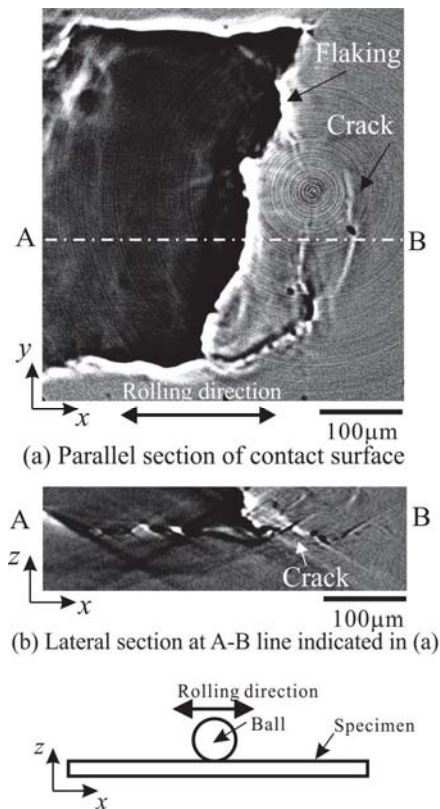 Flaking
Crack
A
B
y
x
Rolling direction
100μm
(a) Parallel section of contact surface
A
B
z
x
Crack
100μm
(b) Lateral section at A-B line indicated in (a)
Rolling direction
Ball
Specimen
z
x